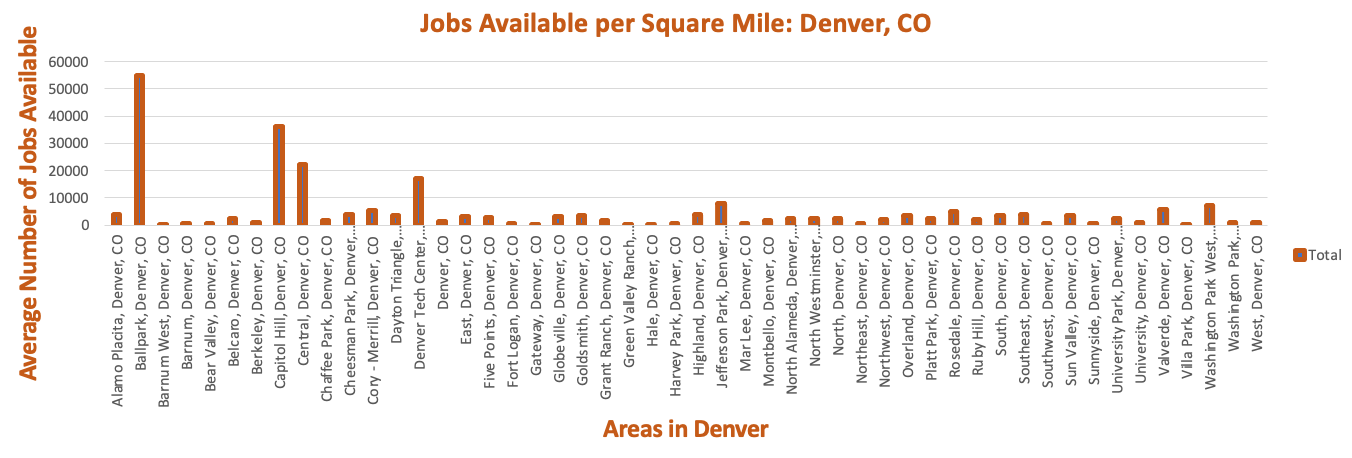 Jobs Available per Square Mile: Denver, CO
Average Number of Jobs Available
60000
50000
40000
30000
20000
10000
0
Alamo Placita, Denver, CO
Ballpark, Denver, CO
Barnum West, Denver, CO
Barnum, Denver, CO
Bear Valley, Denver, CO
Belcaro, Denver, CO
Berkeley, Denver, CO
Capitol Hill, Denver, CO
Central, Denver, CO
Chaffee Park, Denver, CO
Cheesman Park, Denver,...
Cory - Merrill, Denver, CO
Dayton Triangle,...
Denver Tech Center,...
Denver, CO
East, Denver, CO
Five Points, Denver, CO
Fort Logan, Denver, CO
Gateway, Denver, CO
Globeville, Denver, CO
Goldsmith, Denver, CO
Grant Ranch, Denver, CO
Green Valley Ranch,...
Hale, Denver, CO
Harvey Park, Denver, CO
Highland, Denver, CO
Jefferson Park, Denver,...
Mar Lee, Denver, CO
Montbello, Denver, CO
North Alameda, Denver,...
North Westminster,...
North, Denver, CO
Northeast, Denver, CO
Northwest, Denver, CO
Overland, Denver, CO
Platt Park, Denver, CO
Rosedale, Denver, CO
Ruby Hill, Denver, CO
South, Denver, CO
Southeast, Denver, CO
Southwest, Denver, CO
Sun Valley, Denver, CO
Sunnyside, Denver, CO
University Park, Denver,...
University, Denver, CO
Valverde, Denver, CO
Villa Park, Denver, CO
Washington Park West,...
Washington Park,...
West, Denver, CO
Total
Areas in Denver